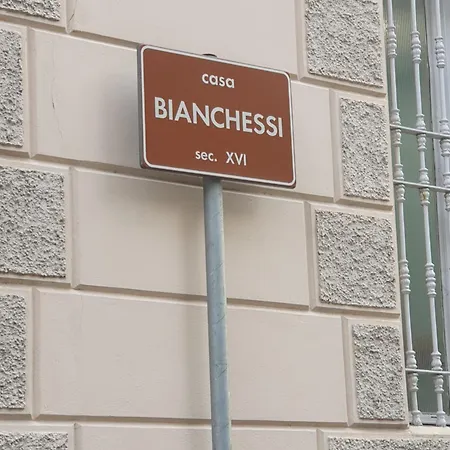 casa
BIANCHESSI
sec. XVI